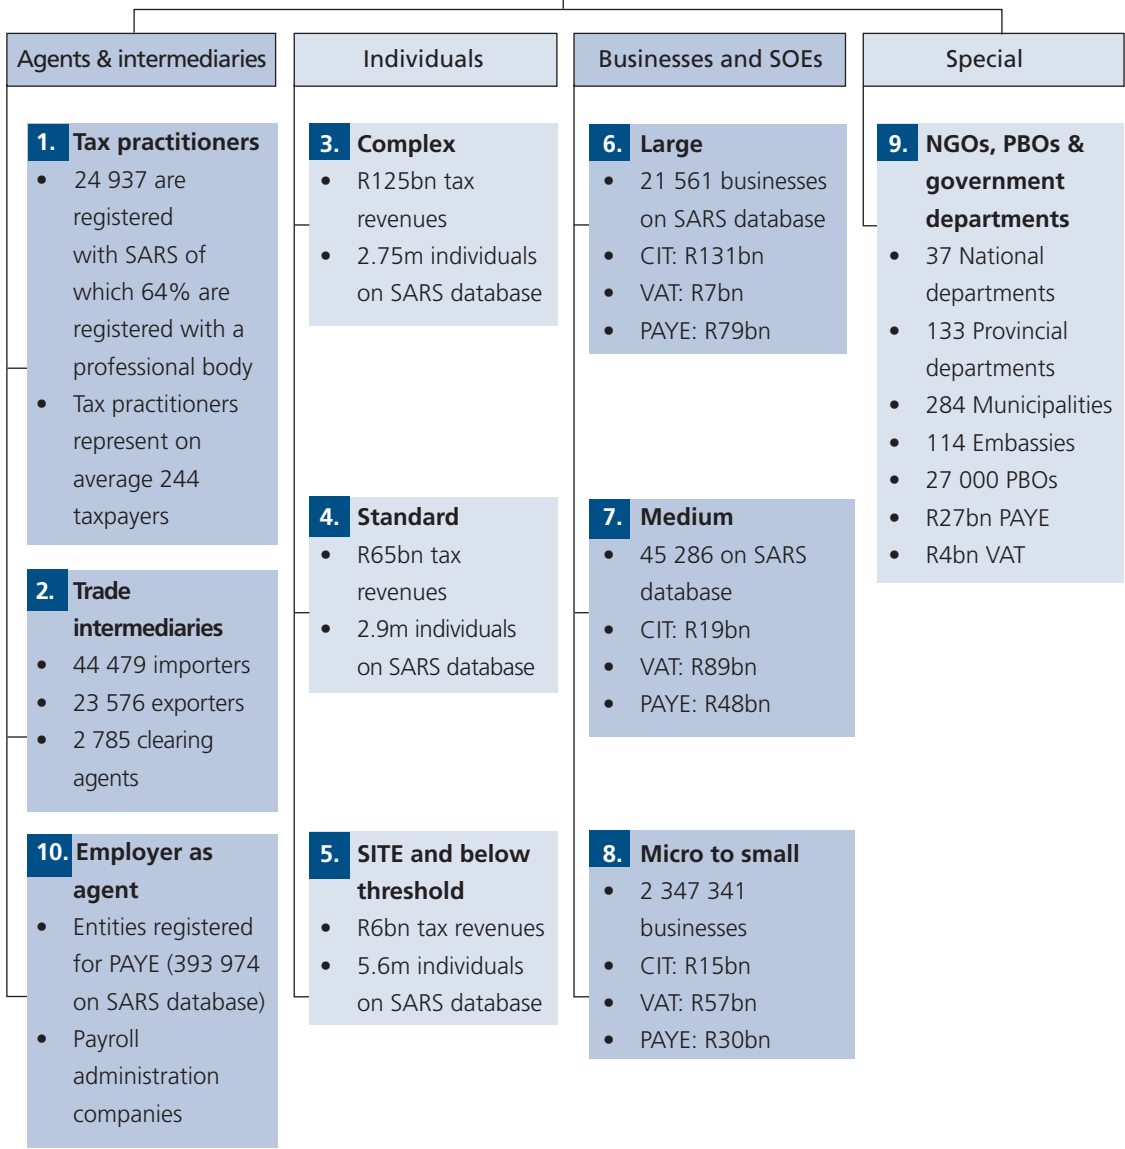 Agents & intermediaries
1. Tax practitioners
• 24 937 are
registered
with SARS of
which 64% are
registered with a
professional body
• Tax practitioners
represent on
average 244
taxpayers
2. Trade
intermediaries
• 44 479 importers
• 23 576 exporters
• 2 785 clearing
agents
10. Employer as
agent
• Entities registered
for PAYE (393 974
on SARS database)
• Payroll
administration
companies
Individuals
3. Complex
• R125bn tax
revenues
• 2.75m individuals
on SARS database
4. Standard
• R65bn tax
revenues
• 2.9m individuals
on SARS database
5. SITE and below
threshold
• R6bn tax revenues
• 5.6m individuals
on SARS database
Businesses and SOEs
6. Large
• 21 561 businesses
on SARS database
• CIT: R131bn
• VAT: R7bn
• PAYE: R79bn
7. Medium
• 45 286 on SARS
database
• CIT: R19bn
• VAT: R89bn
• PAYE: R48bn
8. Micro to small
• 2 347 341
businesses
• CIT: R15bn
• VAT: R57bn
• PAYE: R30bn
Special
9. NGOs, PBOs &
government
departments
• 37 National
departments
• 133 Provincial
departments
• 284 Municipalities
• 114 Embassies
• 27 000 PBOs
• R27bn PAYE
• R4bn VAT